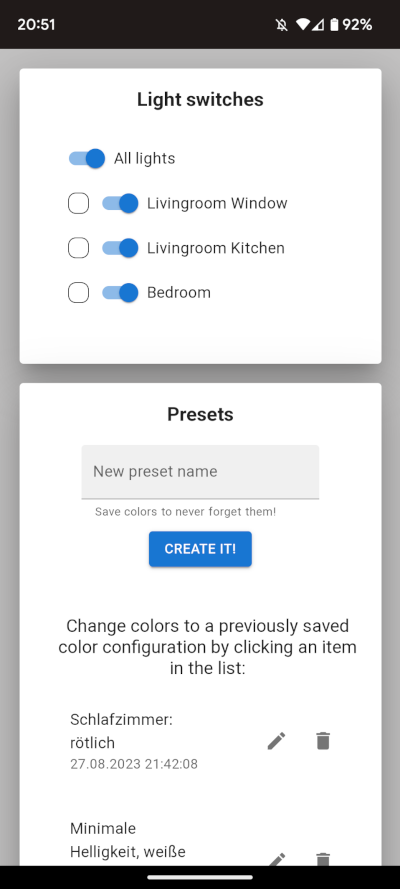 20:51
92%
Light switches
All lights
Livingroom Window
Livingroom Kitchen
Bedroom
Presets
New preset name
Save colors to never forget them!
CREATE IT!
Change colors to a previously saved
color configuration by clicking an item
in the list:
Schlafzimmer:
rötlich
27.08.2023 21:42:08
Minimale
Helligkeit, weiße